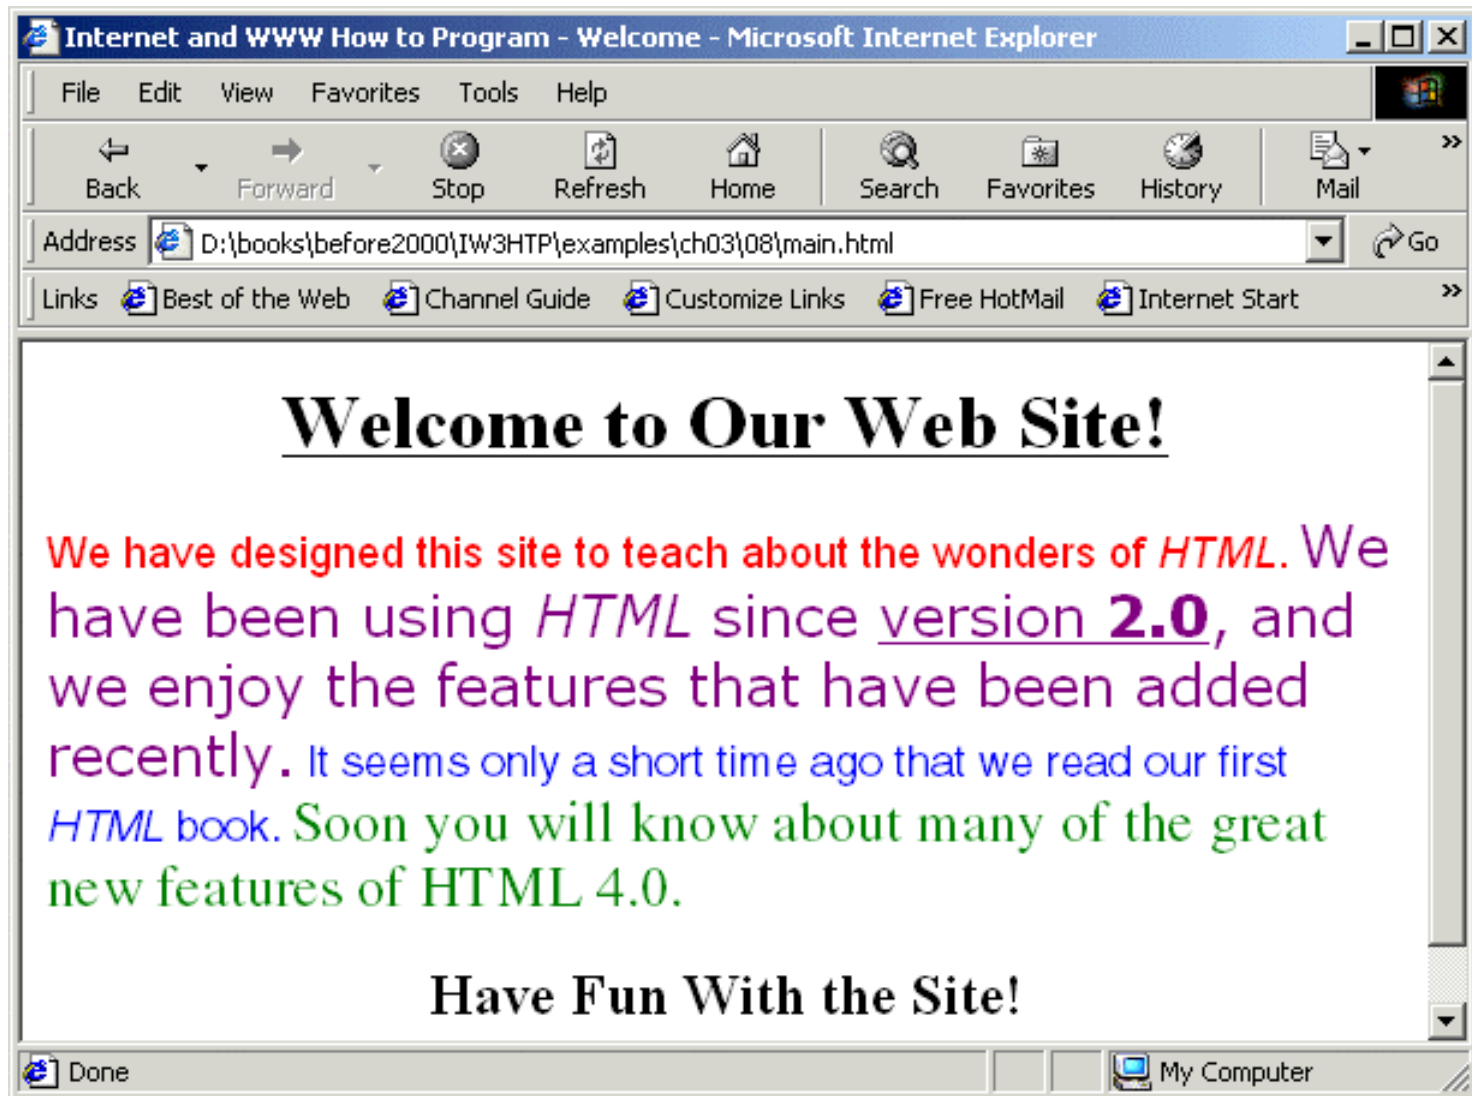 Internet and WWW How to Program - Welcome - Microsoft Internet Explorer
File Edit View Favorites Tools Help
Back Forward Stop Refresh Home Search Favorites History Mail »
Address D:\books\before2000\IW3HTP\examples\ch03\08\main.html Go
Links Best of the Web Channel Guide Customize Links Free HotMail Internet Start »
Welcome to Our Web Site!
We have designed this site to teach about the wonders of HTML. We
have been using HTML since version 2.0, and
we enjoy the features that have been added
recently. It seems only a short time ago that we read our first
HTML book. Soon you will know about many of the great
new features of HTML 4.0.
Have Fun With the Site!
Done My Computer